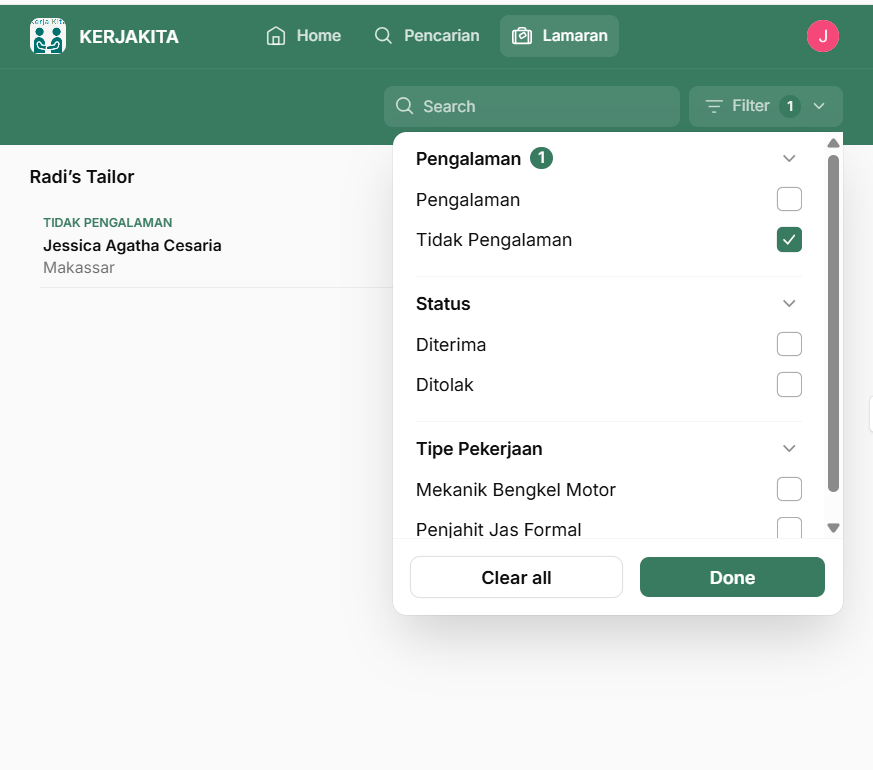 Kerja Kita
KERJAKITA
Home
Pencarian
Lamaran
J
Search
Filter 1
Radi’s Tailor
TIDAK PENGALAMAN
Jessica Agatha Cesaria
Makassar
Pengalaman 1
Pengalaman
Tidak Pengalaman
Status
Diterima
Ditolak
Tipe Pekerjaan
Mekanik Bengkel Motor
Penjahit Jas Formal
Clear all
Done